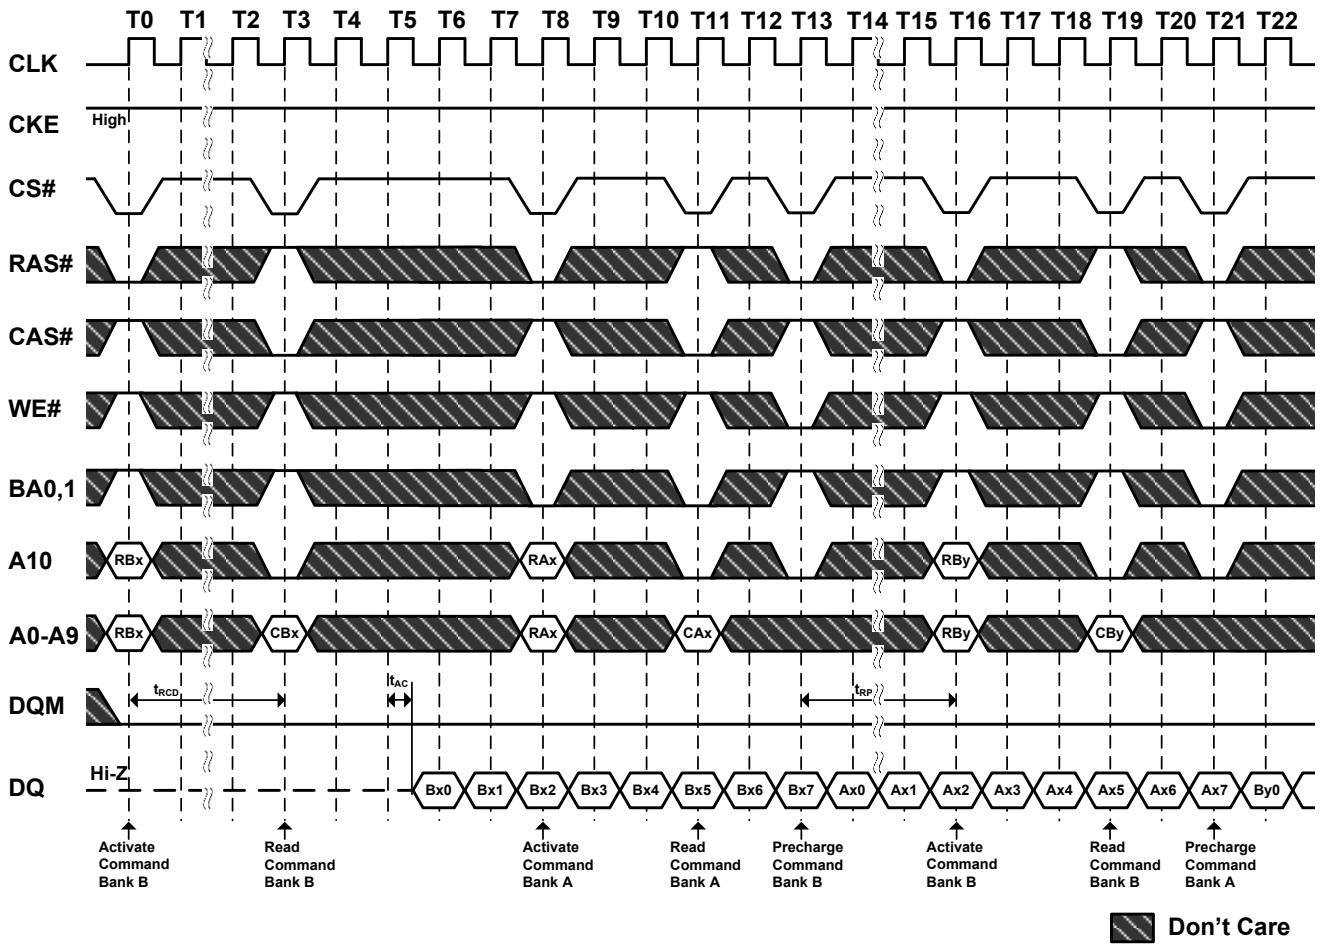 T0 T1 T2 T3 T4 T5 T6 T7 T8 T9 T10 T11 T12 T13 T14 T15 T16 T17 T18 T19 T20 T21 T22
CLK
CKE High
CS#
RAS#
CAS#
WE#
BA0,1
A10 RBx RAx RBy
A0-A9 RBx CBx RAx CAx RBy CBy
DQM tRCD tAC tRP
DQ Hi-Z Bx0 Bx1 Bx2 Bx3 Bx4 Bx5 Bx6 Bx7 Ax0 Ax1 Ax2 Ax3 Ax4 Ax5 Ax6 Ax7 By0
Activate
Command
Bank B
Read
Command
Bank B
Activate
Command
Bank A
Read
Command
Bank A
Precharge
Command
Bank B
Activate
Command
Bank B
Read
Command
Bank B
Precharge
Command
Bank A
Don't Care